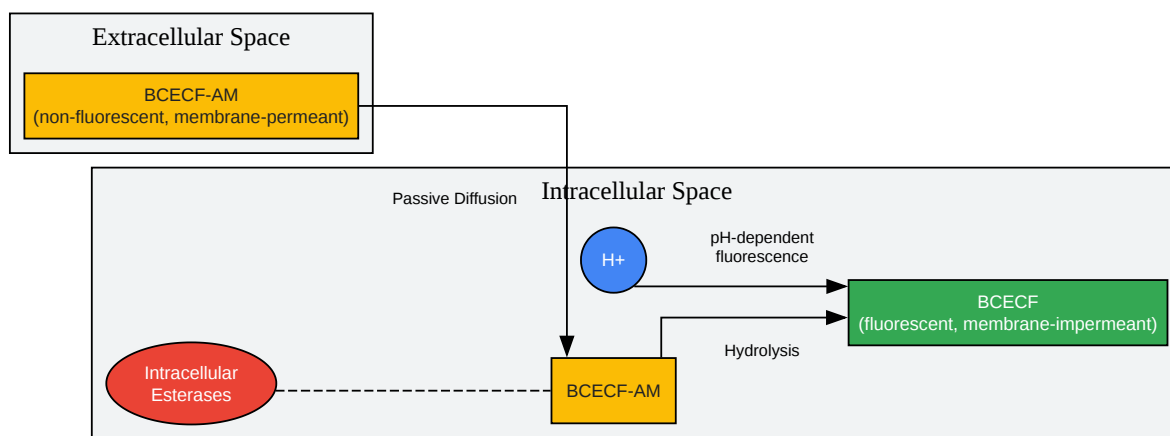 Extracellular Space
BCECF-AM
(non-fluorescent, membrane-permeant)
Intracellular Space
Passive Diffusion
pH-dependent
fluorescence
H+
BCECF
(fluorescent, membrane-impermeant)
Hydrolysis
Intracellular
Esterases
BCECF-AM